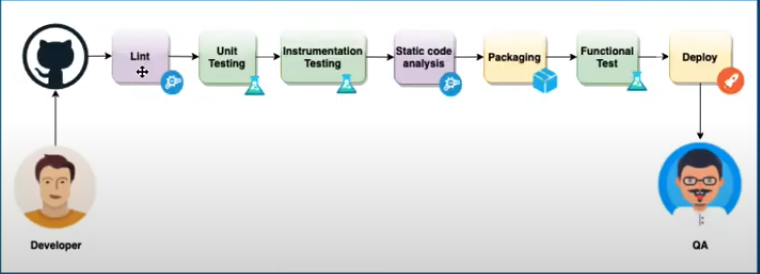 Lint
Unit
Testing
Instrumentation
Testing
Static code
analysis
Packaging
Functional
Test
Deploy
Developer
QA